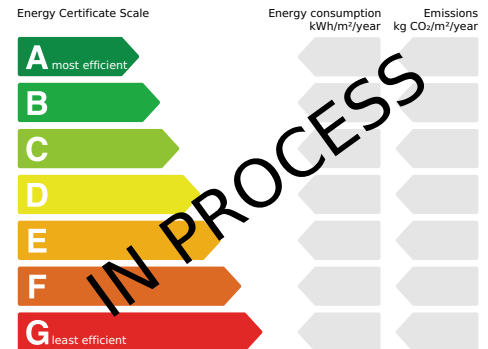 Energy Certificate Scale
Energy consumption
kWh/m²/year
Emissions
kg CO₂/m²/year
A most efficient
B
C
D
E
F
G least efficient
IN PROCESS